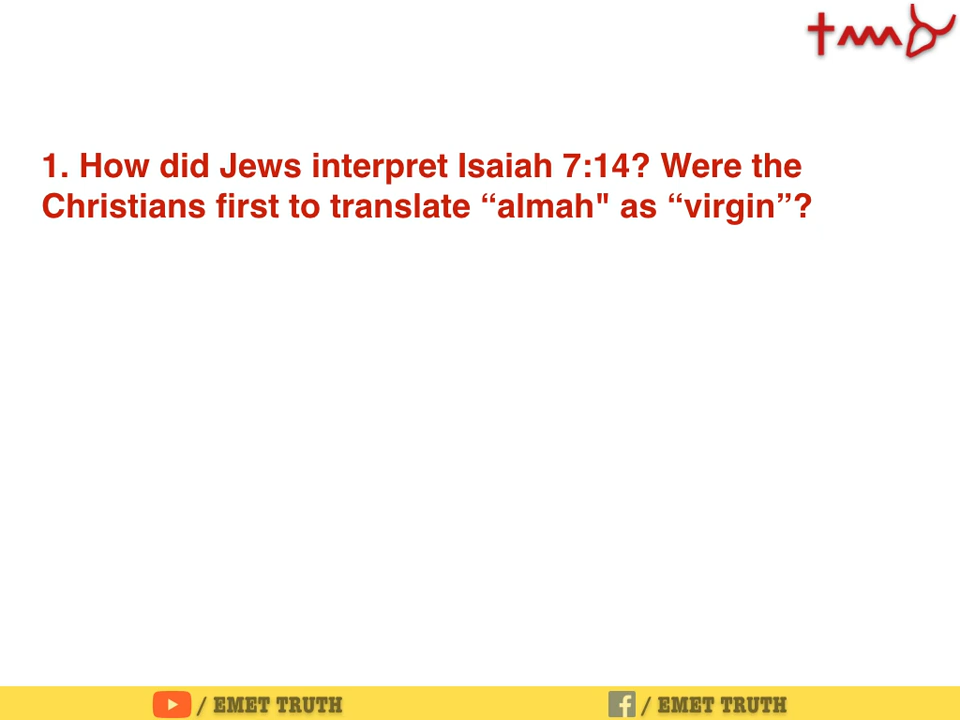 1. How did Jews interpret Isaiah 7:14? Were the
Christians first to translate “almah" as “virgin”?
/ EMET TRUTH
/ EMET TRUTH